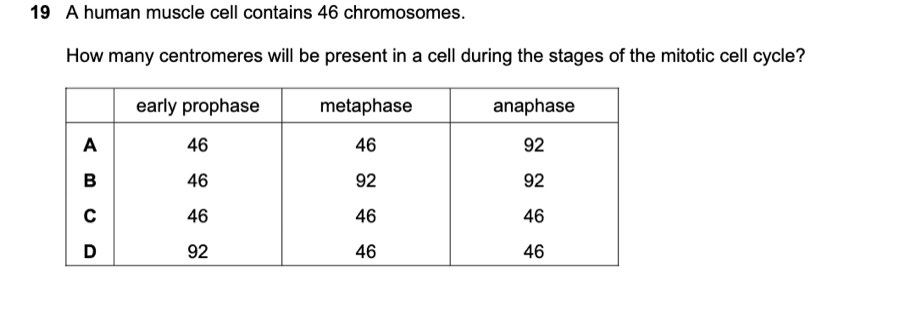 19 A human muscle cell contains 46 chromosomes.
How many centromeres will be present in a cell during the stages of the mitotic cell cycle?
early prophase metaphase anaphase
A 46 46 92
B 46 92 92
C 46 46 46
D 92 46 46